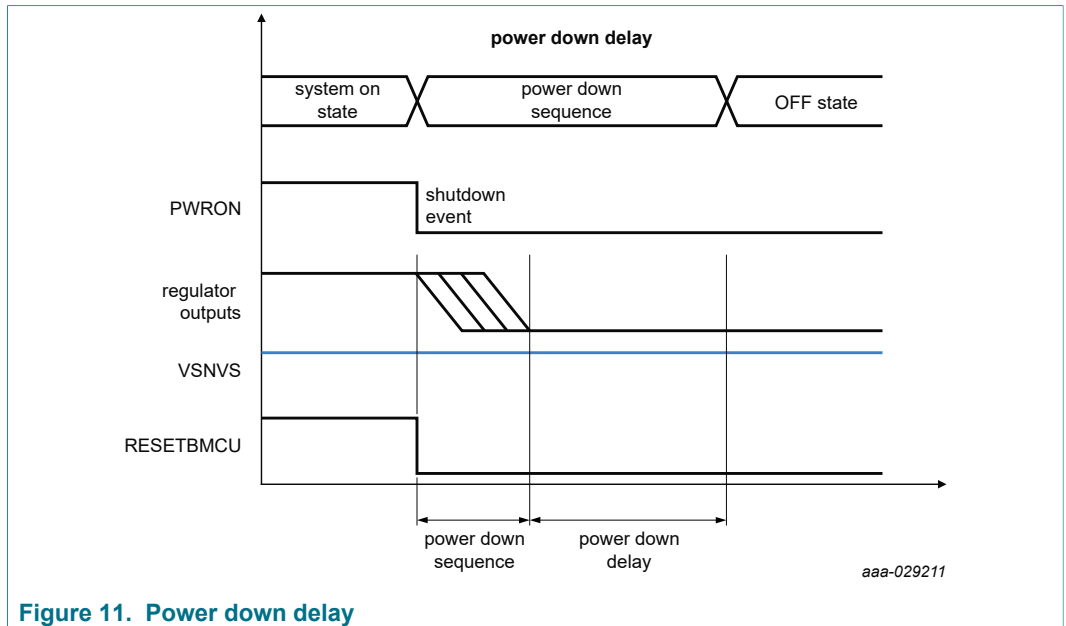 power down delay
system on
state
power down
sequence
OFF state
PWRON
shutdown
event
regulator
outputs
VSNVS
RESETBMCU
power down
sequence
power down
delay
aaa-029211
Figure 11. Power down delay